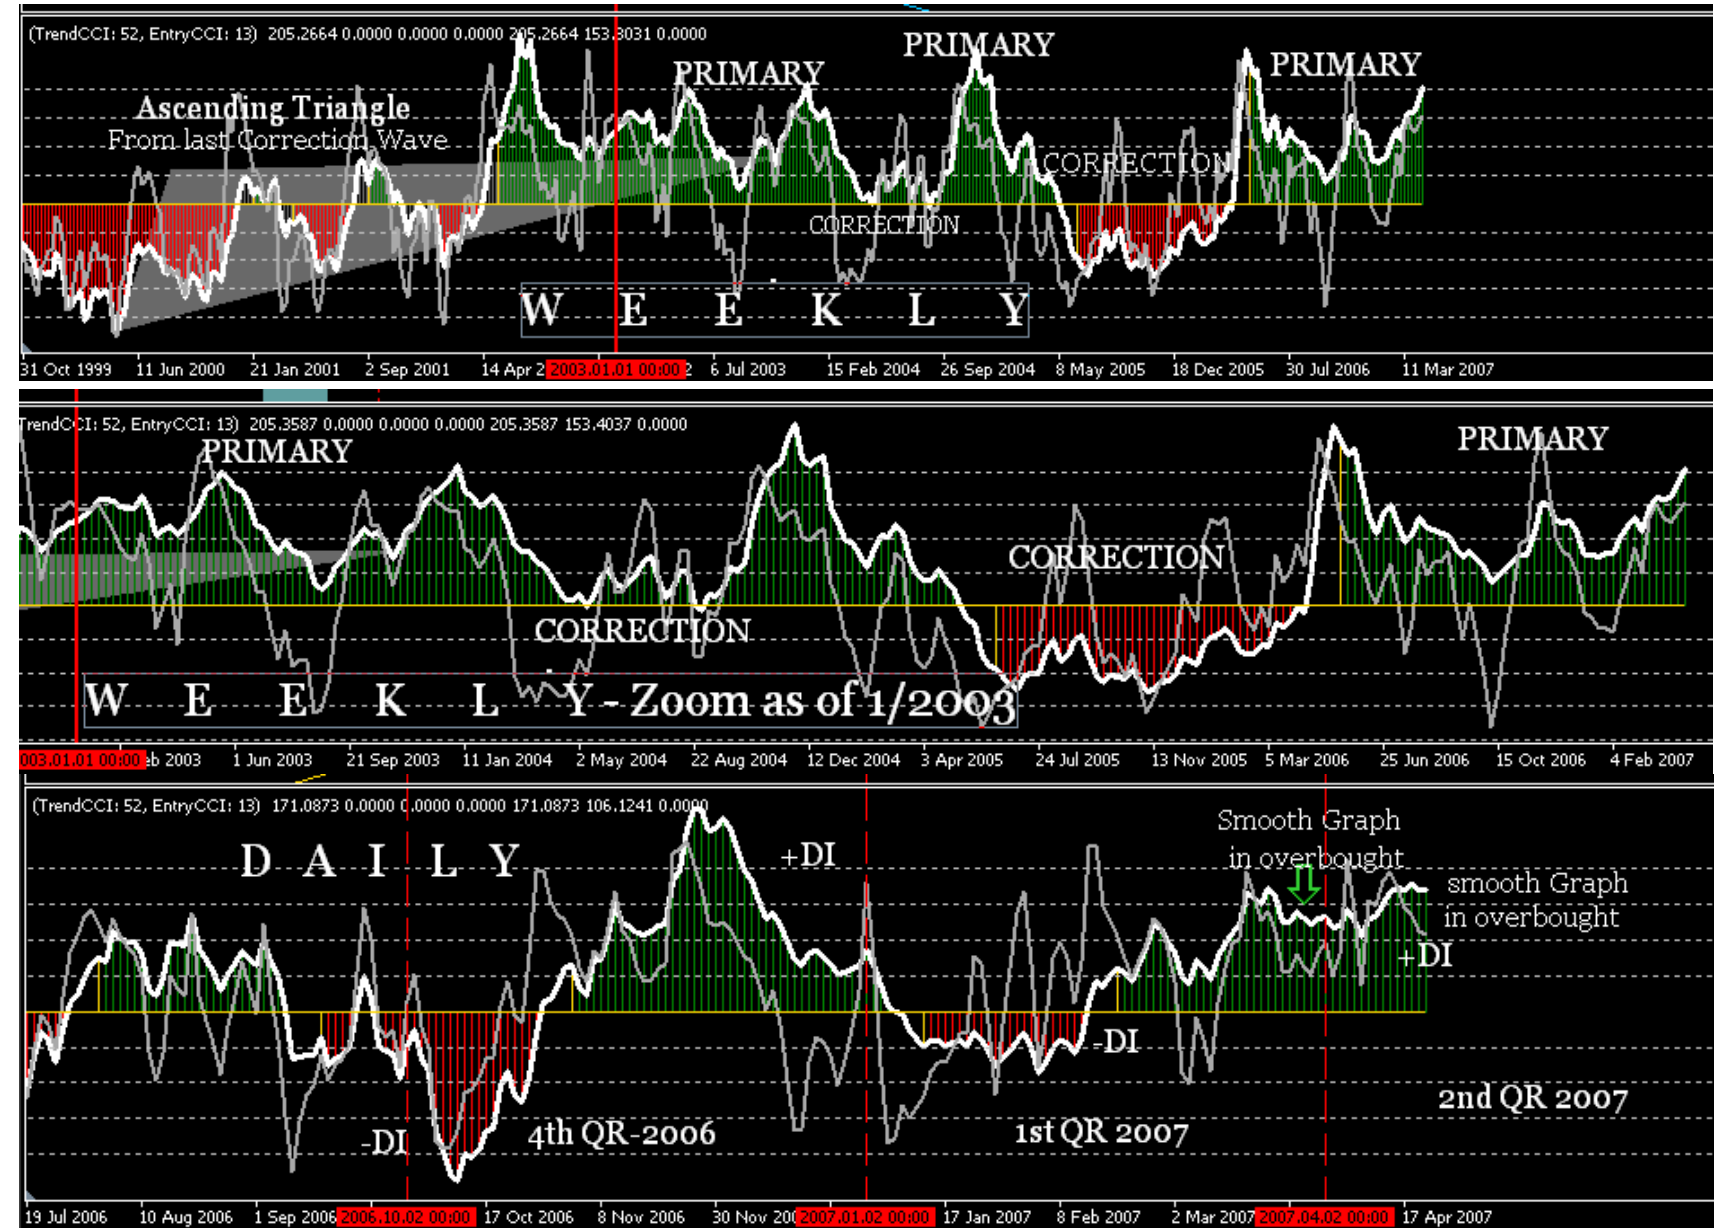 (TrendCCI: 52, EntryCCI: 13) 205.2664 0.0000 0.0000 0.0000 205.2664 153.3031 0.0000
PRIMARY
PRIMARY
PRIMARY
Ascending Triangle
From last Correction Wave
CORRECTION
CORRECTION
W E E K L Y
31 Oct 1999 11 Jun 2000 21 Jan 2001 2 Sep 2001 14 Apr 2 2003.01.01 00:00 2 6 Jul 2003 15 Feb 2004 26 Sep 2004 8 May 2005 18 Dec 2005 30 Jul 2006 11 Mar 2007
TrendCCI: 52, EntryCCI: 13) 205.3587 0.0000 0.0000 0.0000 205.3587 153.4037 0.0000
PRIMARY
PRIMARY
CORRECTION
CORRECTION
W E E K L Y - Zoom as of 1/2003
003.01.01 00:00 eb 2003 1 Jun 2003 21 Sep 2003 11 Jan 2004 2 May 2004 22 Aug 2004 12 Dec 2004 3 Apr 2005 24 Jul 2005 13 Nov 2005 5 Mar 2006 25 Jun 2006 15 Oct 2006 4 Feb 2007
(TrendCCI: 52, EntryCCI: 13) 171.0873 0.0000 0.0000 0.0000 171.0873 106.1241 0.0000
D A I L Y
+DI
Smooth Graph
in overbought
smooth Graph
in overbought
+DI
-DI
-DI
4th QR-2006
1st QR 2007
2nd QR 2007
19 Jul 2006 10 Aug 2006 1 Sep 2006 2006.10.02 00:00 17 Oct 2006 8 Nov 2006 30 Nov 200 2007.01.02 00:00 17 Jan 2007 8 Feb 2007 2 Mar 2007 2007.04.02 00:00 17 Apr 2007